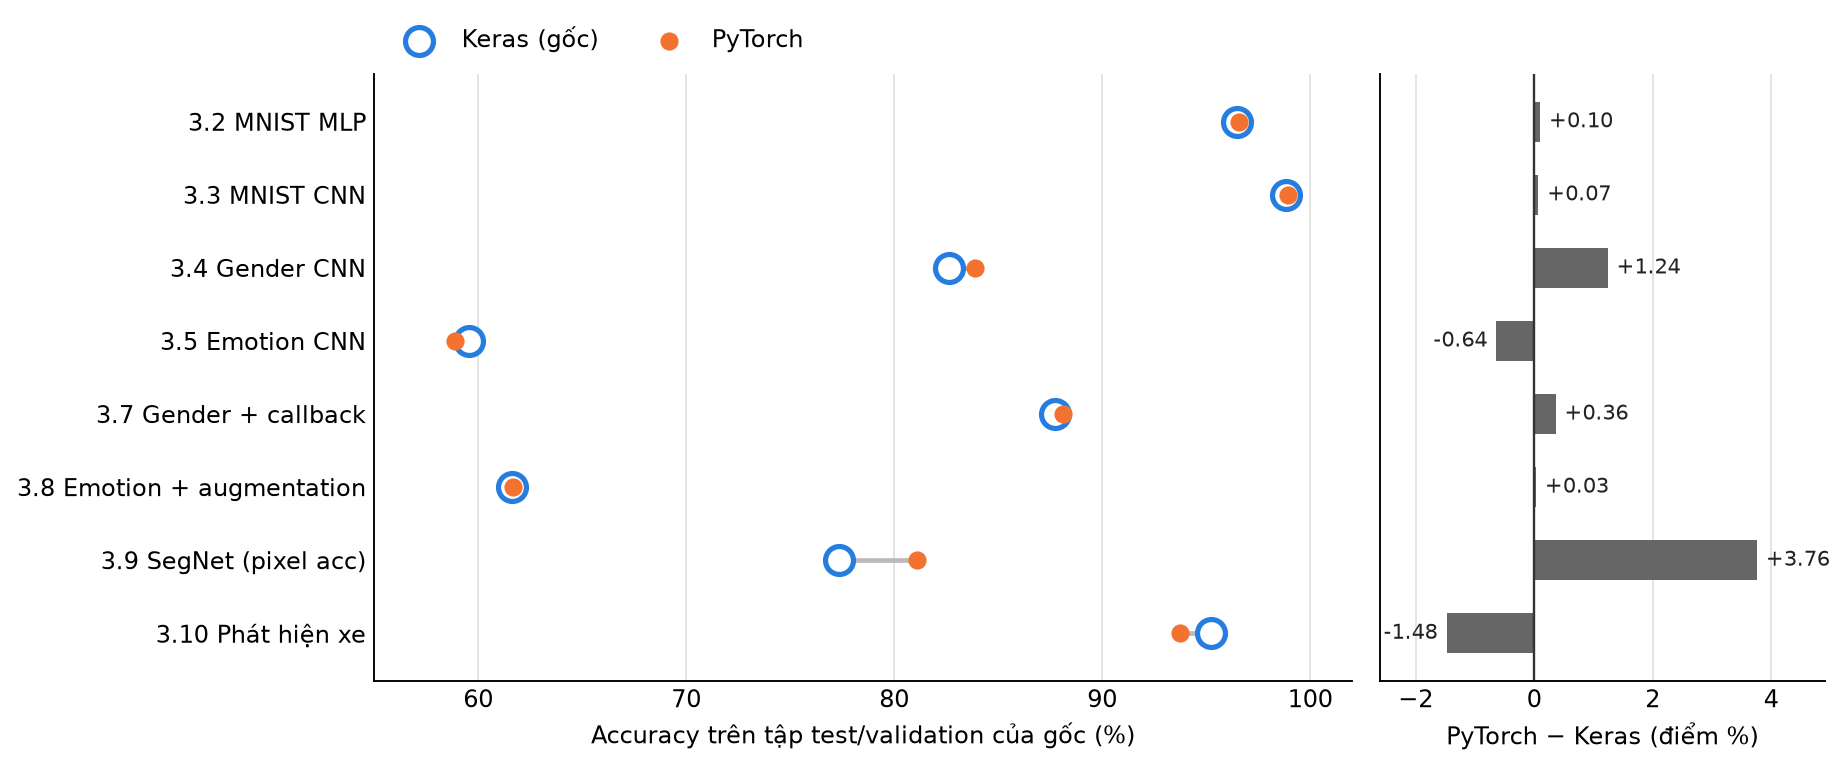 Keras (gốc)
PyTorch
3.2 MNIST MLP
+0.10
3.3 MNIST CNN
+0.07
3.4 Gender CNN
+1.24
3.5 Emotion CNN
-0.64
3.7 Gender + callback
+0.36
3.8 Emotion + augmentation
+0.03
3.9 SegNet (pixel acc)
+3.76
3.10 Phát hiện xe
-1.48
60 70 80 90 100
−2 0 2 4
Accuracy trên tập test/validation của gốc (%)
PyTorch − Keras (điểm %)